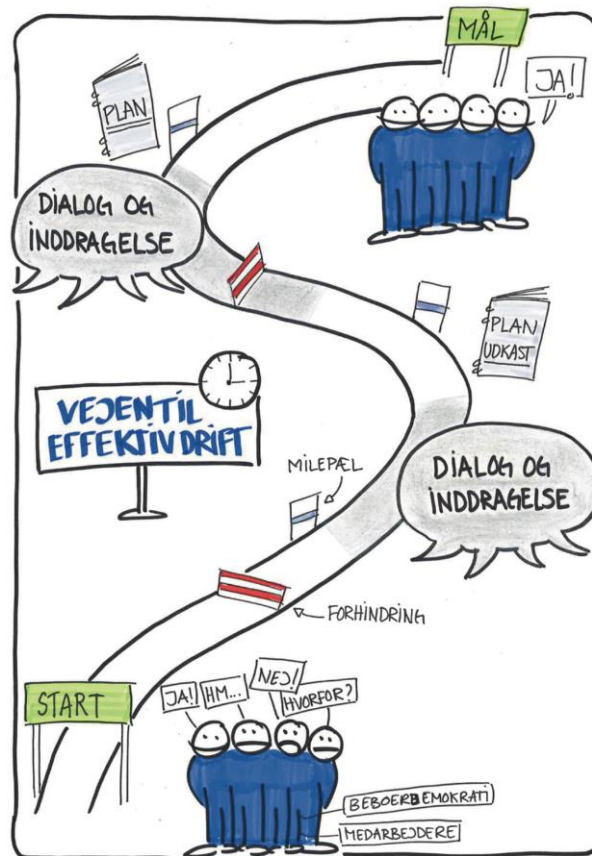 MÅL
JA!
PLAN
DIALOG OG
INDDRAGELSE
PLAN
UDKAST
VEJEN TIL
EFFEKTIV DRIFT
MILEPÆL
DIALOG OG
INDDRAGELSE
FORHINDRING
START
JA!
HM...
NEJ!
HVORFOR?
BEBOERDEMOKRATI
MEDARBEJDERE